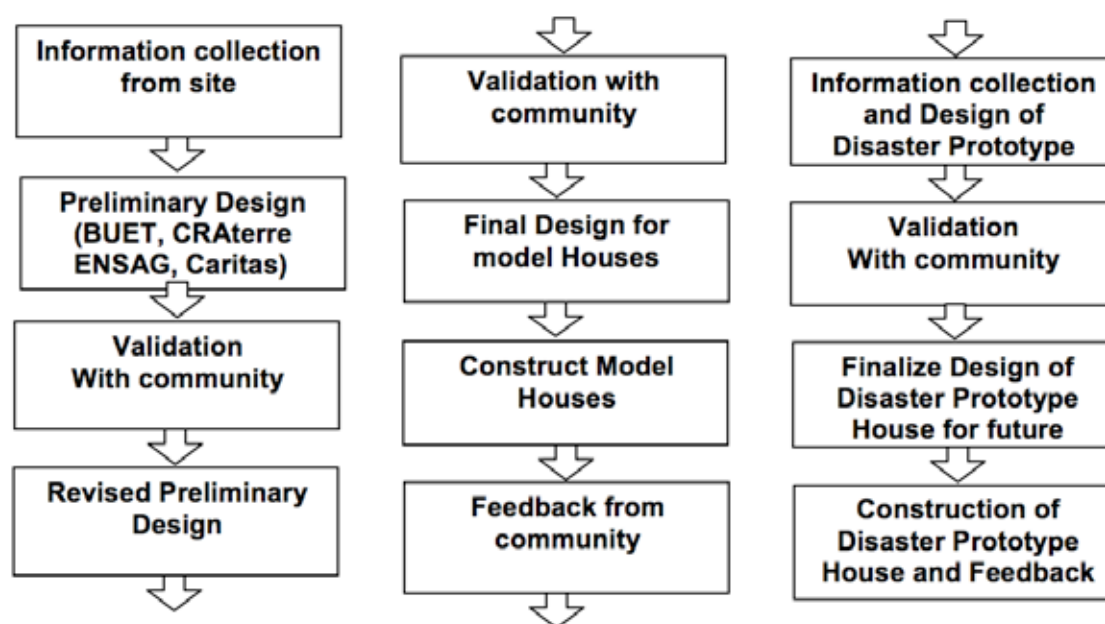 Information collection
from site
Preliminary Design
(BUET, CRAterre
ENSAG, Caritas)
Validation
With community
Revised Preliminary
Design
Validation with
community
Final Design for
model Houses
Construct Model
Houses
Feedback from
community
Information collection
and Design of
Disaster Prototype
Validation
With community
Finalize Design of
Disaster Prototype
House for future
Construction of
Disaster Prototype
House and Feedback